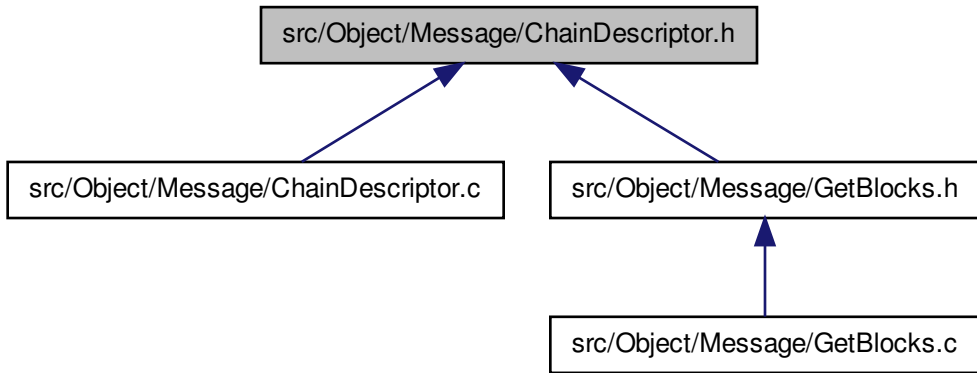 src/Object/Message/ChainDescriptor.h
src/Object/Message/ChainDescriptor.c
src/Object/Message/GetBlocks.h
src/Object/Message/GetBlocks.c